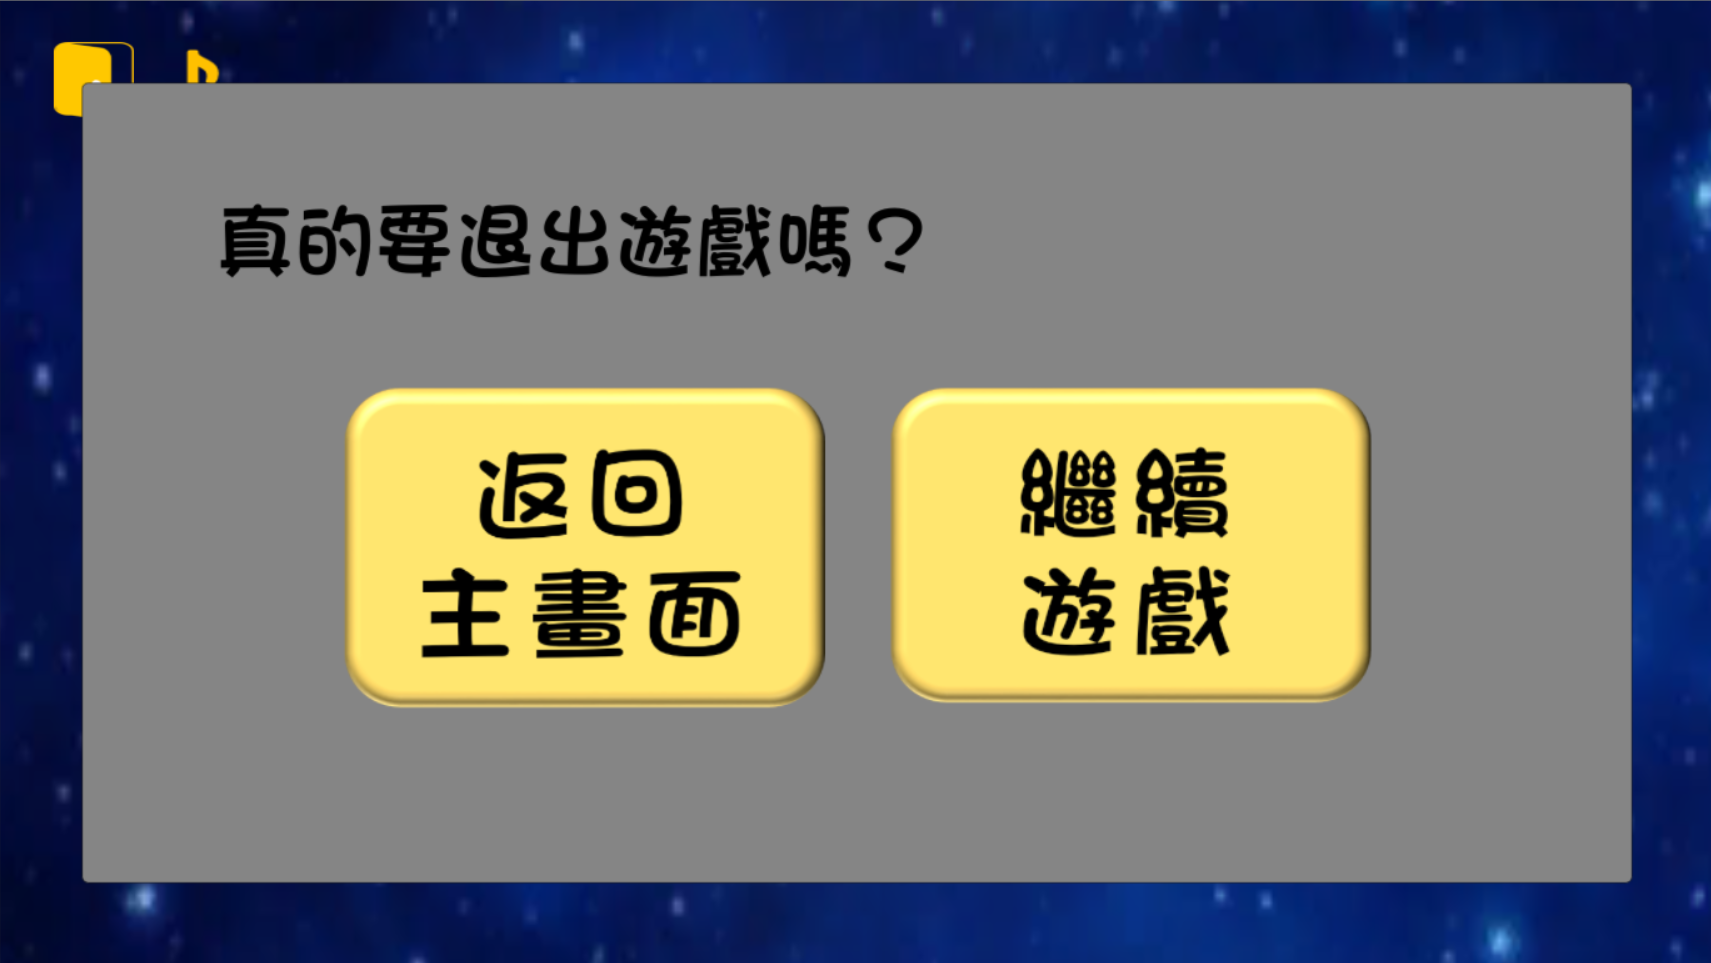 真的要退出遊戲嗎？
返回
主畫面
繼續
遊戲